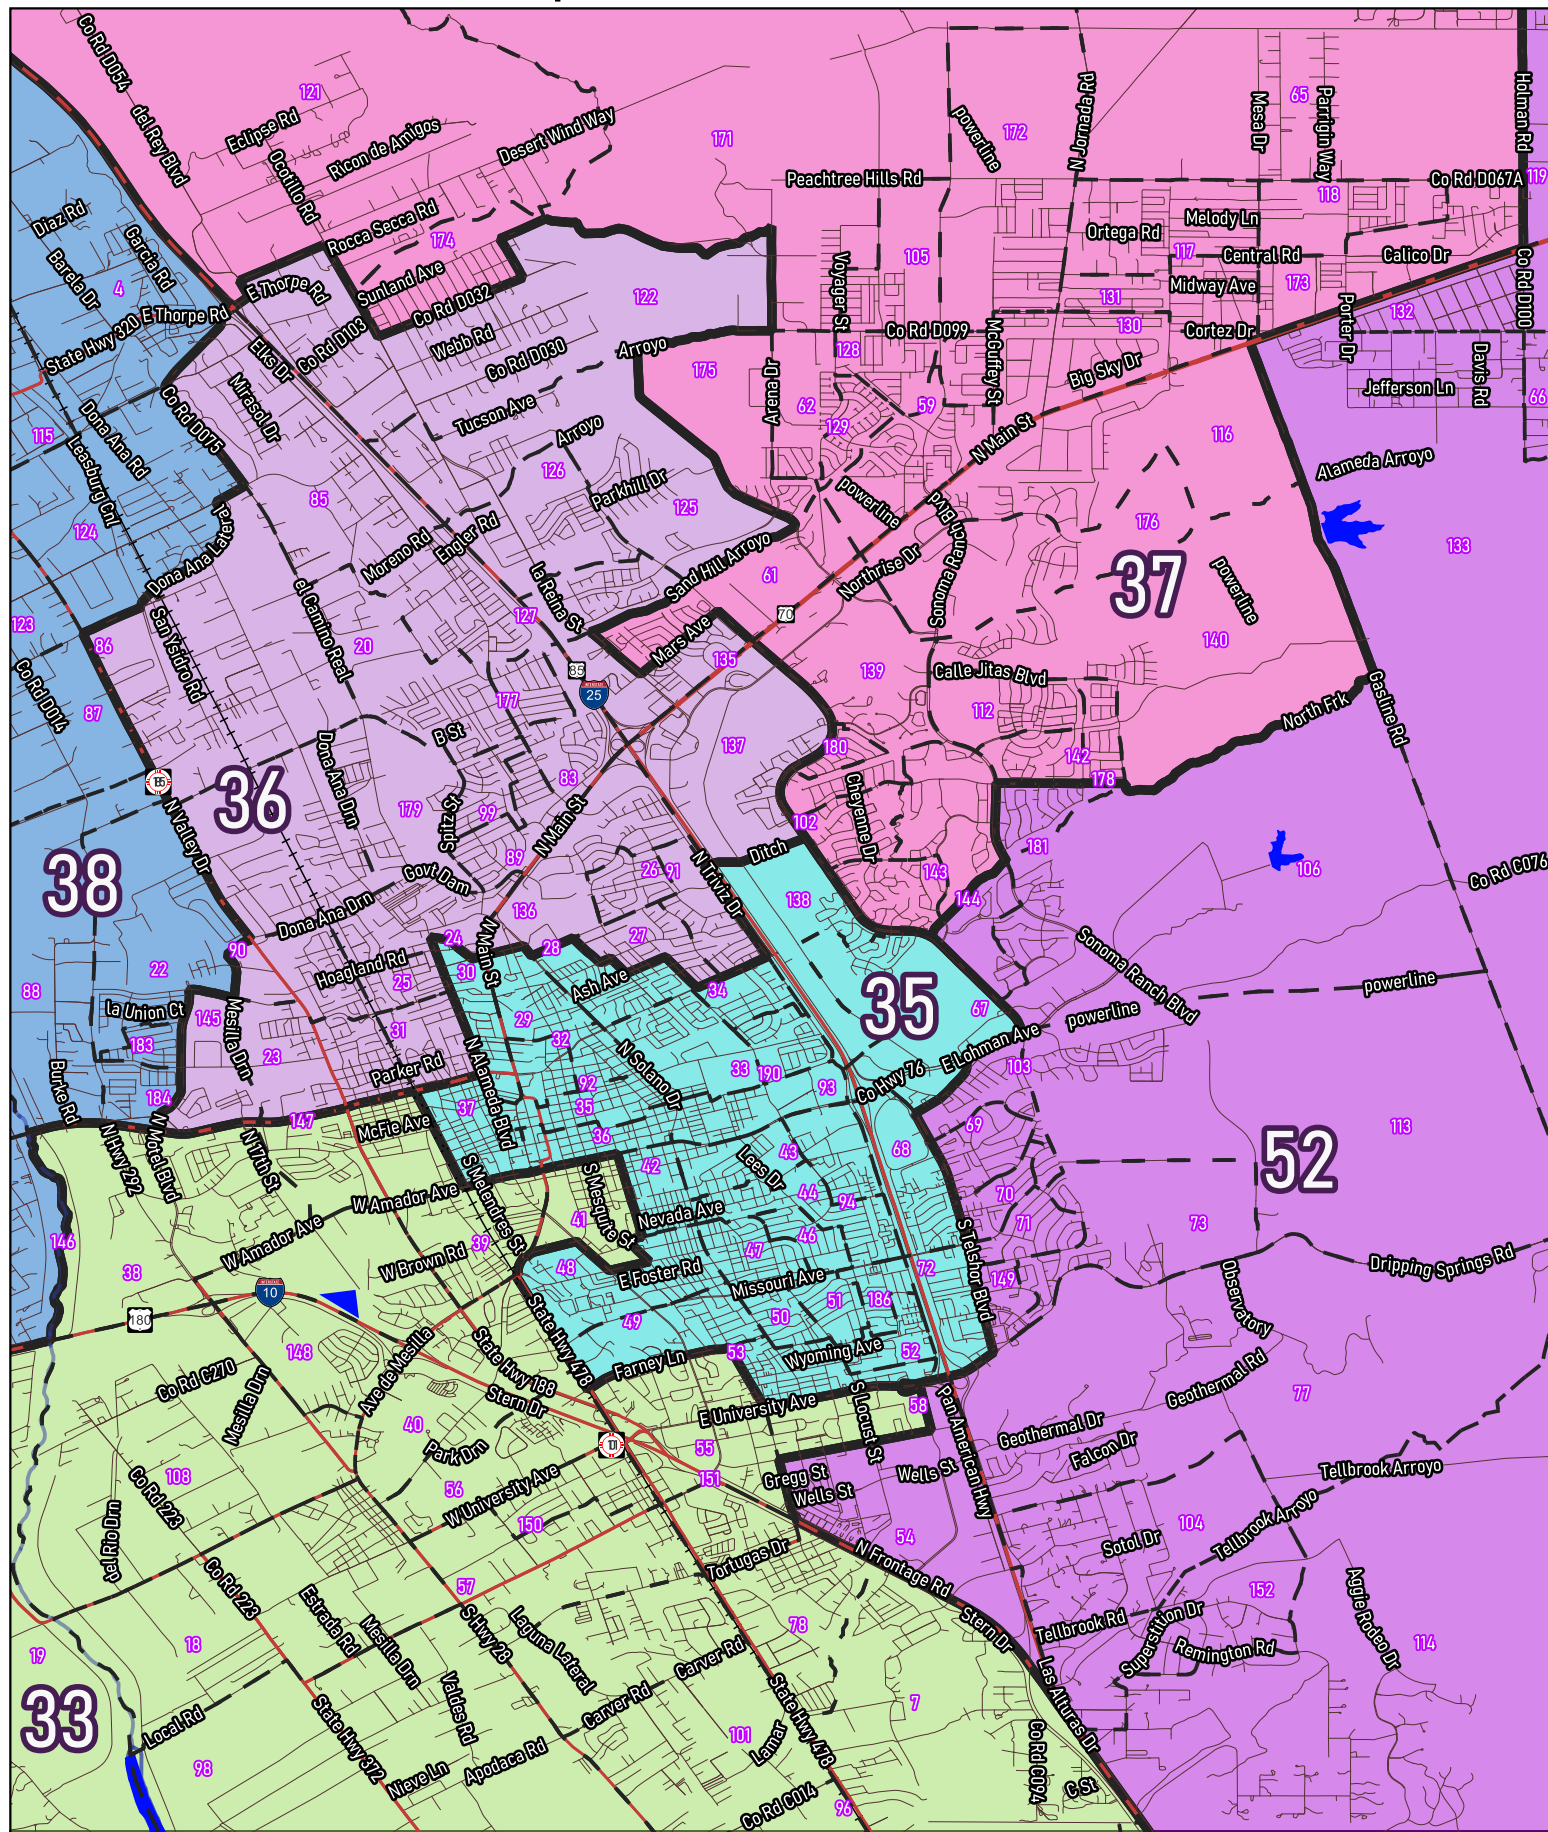 Co Rd D054
del Rey Blvd
121
Eclipse Rd
Ocotillo Rd
Ricon de Amigos
Desert Wind Way
171
powerline
172
N Jornada Rd
Mesa Dr
65
Parrigin Way
Holman Rd
Peachtree Hills Rd
Co Rd D067A
119
118
Diaz Rd
Garcia Rd
Barela Dr
4
Rocca Secca Rd
174
Sunland Ave
E Thorpe Rd
Co Rd D082
122
Voyager St
105
Ortega Rd
Melody Ln
117
Central Rd
Calico Dr
173
Midway Ave
131
130
Cortez Dr
Porter Dr
132
Co Rd D100
State Hwy 320
E Thorpe Rd
Elks Dr
Co Rd D103
Webb Rd
Co Rd D030
Arroyo
175
Co Rd D099
128
McGuffey St
Big Sky Dr
Jefferson Ln
Davis Rd
66
Mirasol Dr
Co Rd D075
Dona Ana Rd
115
Leasburg Cnl
Tucson Ave
Arroyo
126
Parkhill Dr
125
Arena Dr
62
129
59
N Main St
116
Alameda Arroyo
85
124
Dona Ana Lateral
Moreno Rd
Engler Rd
powerline
Sonoma Ranch Blvd
176
133
37
powerline
Sand Hill Arroyo
61
Northrise Dr
70
la Reina St
127
el Camino Real
123
86
San Ysidro Rd
20
Mars Ave
135
85
25
177
139
Calle Jitas Blvd
140
112
Co Rd D014
87
B St
137
180
142
178
North Frk
Gasline Rd
185
36
Dona Ana Drn
179
99
Spitz St
83
N Main St
102
Cheyenne Dr
181
106
Co Rd C076
38
N Valley Dr
89
Govt Dam
26
91
N Triviz Dr
Ditch
138
143
144
Dona Ana Drn
136
90
24
N Main St
28
27
Hoagland Rd
30
25
Ash Ave
34
35
67
Sonoma Ranch Blvd
powerline
powerline
22
88
la Union Ct
145
Mesilla Drn
183
23
31
29
32
N Solano Dr
33
190
E Lohman Ave
103
Co Hwy 76
93
Burke Rd
184
Parker Rd
N Alameda Blvd
92
35
37
36
147
McFie Ave
69
68
113
52
N Hwy 292
N Motel Blvd
N 17th St
S Melendres St
S Mesquite St
42
Lees Dr
43
44
94
70
71
73
W Amador Ave
W Amador Ave
41
Nevada Ave
46
47
146
38
W Brown Rd
39
48
E Foster Rd
Missouri Ave
72
S Telshor Blvd
149
Observatory
Dripping Springs Rd
10
180
49
50
51
186
148
State Hwy 478
Co Rd C270
Mesilla Drn
Ave de Mesilla
State Hwy 188
Stern Dr
Farney Ln
53
Wyoming Ave
52
Geothermal Rd
77
40
Park Drn
E University Ave
S Locust St
58
Pan American Hwy
Geothermal Dr
Falcon Dr
101
55
151
Gregg St
Wells St
Wells St
Tellbrook Arroyo
108
Co Rd 223
del Rio Drn
56
W University Ave
150
54
104
Sotol Dr
Tellbrook Arroyo
57
Tortugas Dr
N Frontage Rd
Stern Dr
152
Co Rd 223
Estrada Rd
Mesilla Drn
S Hwy 28
Laguna Lateral
78
Tellbrook Rd
Superstition Dr
Remington Rd
Aggie Rodeo Dr
114
19
18
Valdes Rd
Carver Rd
Carver Rd
7
Las Alturas Dr
33
Local Rd
State Hwy 372
101
Lamar
State Hwy 478
98
Nieve Ln
Apodaca Rd
Co Rd C014
96
Co Rd C094
C St